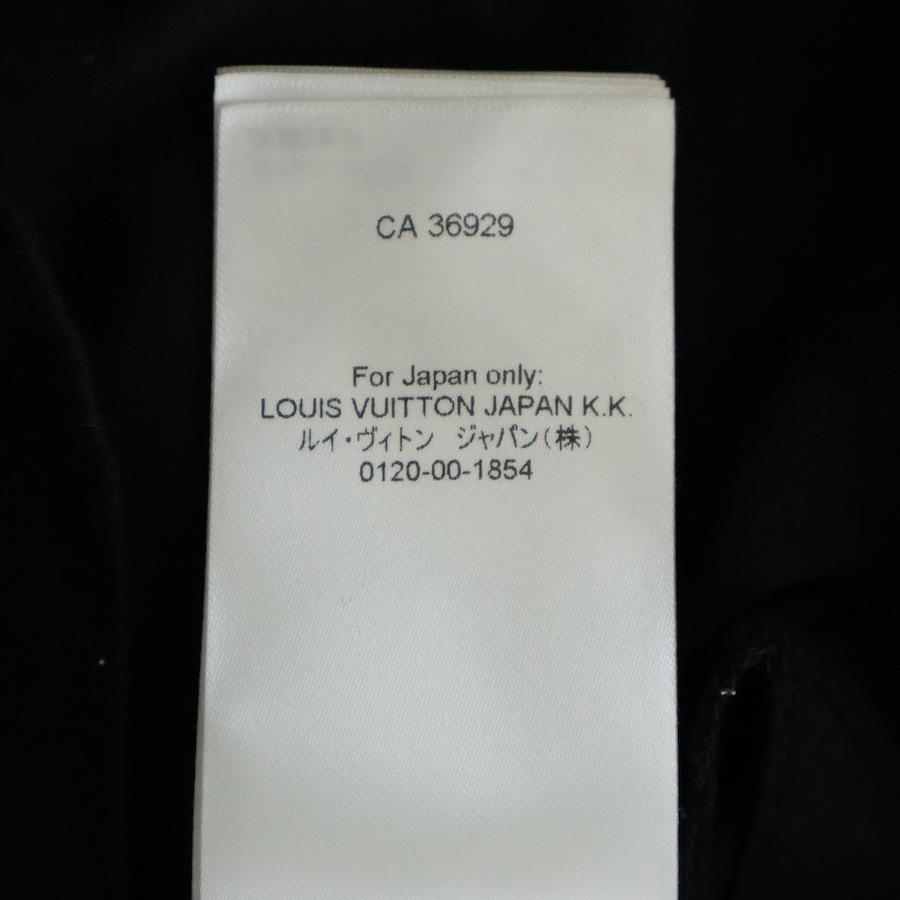 CA 36929
For Japan only:
LOUIS VUITTON JAPAN K.K.
ルイ・ヴィトン　ジャパン(株)
0120-00-1854